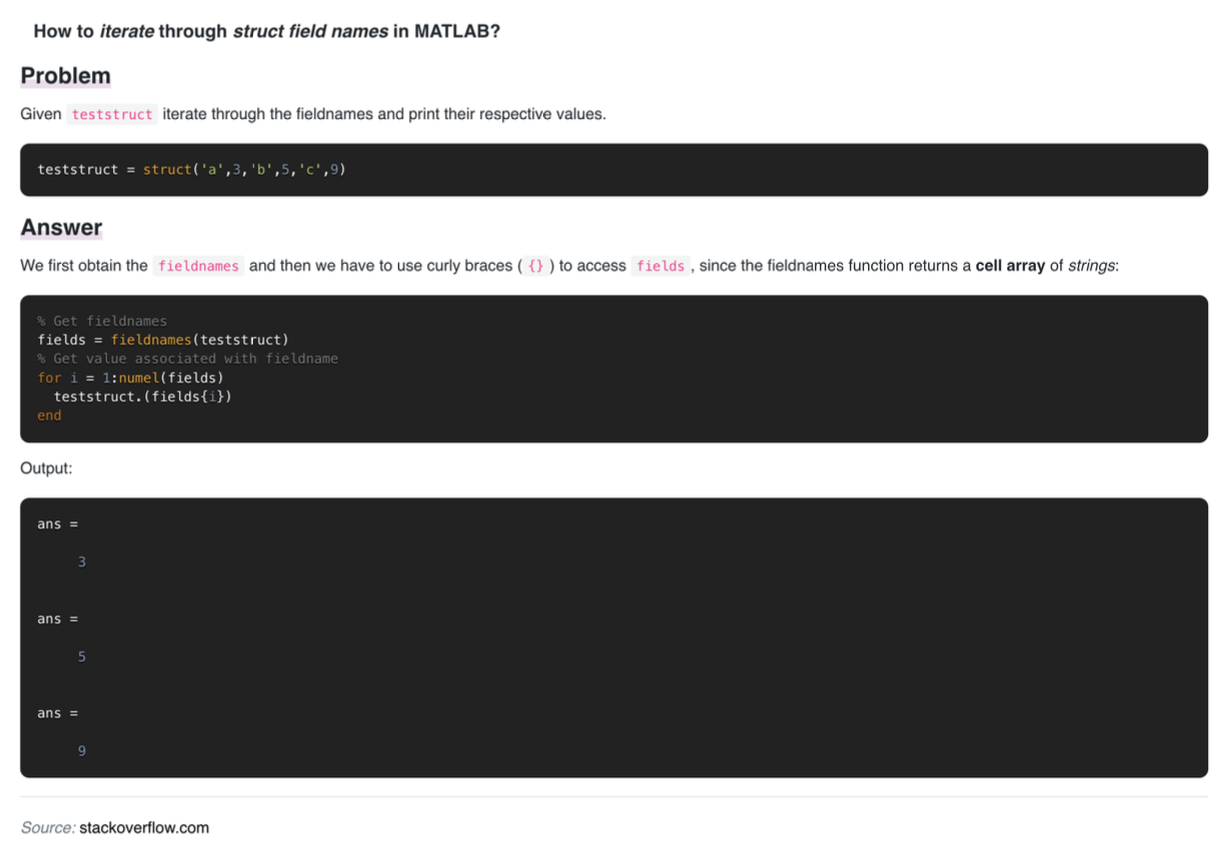 How to iterate through struct field names in MATLAB?
Problem
Given teststruct iterate through the fieldnames and print their respective values.
teststruct = struct('a',3,'b',5,'c',9)
Answer
We first obtain the fieldnames and then we have to use curly braces ( {} ) to access fields , since the fieldnames function returns a cell array of strings:
% Get fieldnames
fields = fieldnames(teststruct)
% Get value associated with fieldname
for i = 1:numel(fields)
  teststruct.(fields{i})
end
Output:
ans =
     3
ans =
     5
ans =
     9
Source: stackoverflow.com